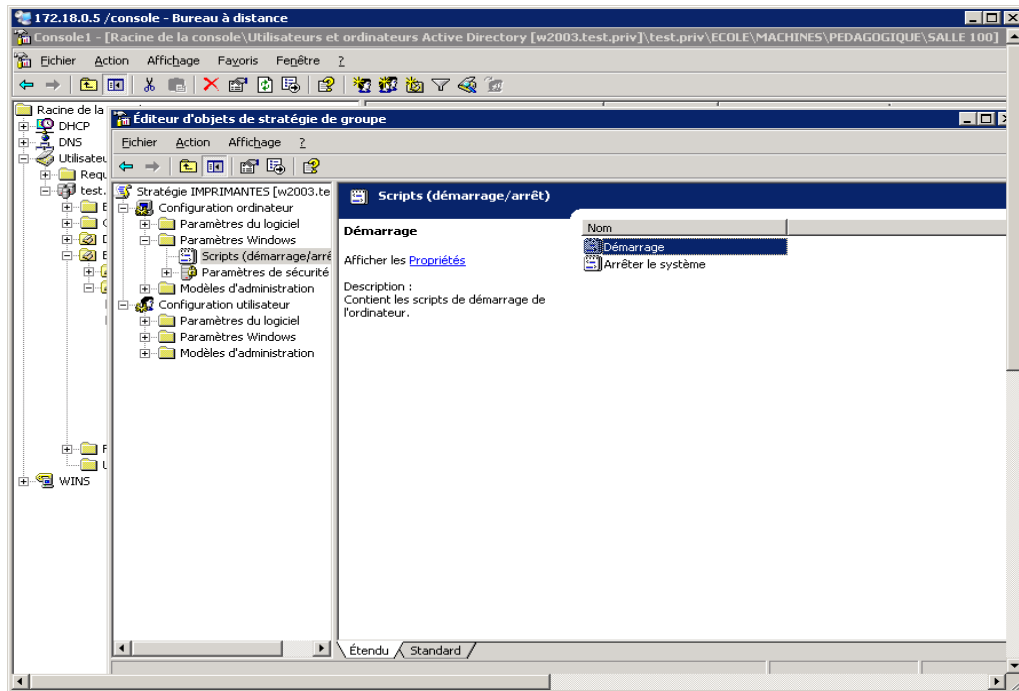 172.18.0.5 /console - Bureau à distance
Console1 - [Racine de la console\Utilisateurs et ordinateurs Active Directory [w2003.test.priv]\test.priv\ECOLE\MACHINES\PEDAGOGIQUE\SALLE 100]
Eichier Action Affichage Favoris Fenêtre ?
Racine de la
DHCP
DNS
Utilisateu
Requ
test.
WINS
Éditeur d'objets de stratégie de groupe
Eichier Action Affichage ?
Stratégie IMPRIMANTES [w2003.te
Configuration ordinateur
Paramètres du logiciel
Paramètres Windows
Scripts (démarrage/arrê
Paramètres de sécurité
Modèles d'administration
Configuration utilisateur
Paramètres du logiciel
Paramètres Windows
Modèles d'administration
Scripts (démarrage/arrêt)
Démarrage
Afficher les Propriétés
Description :
Contient les scripts de démarrage de
l'ordinateur.
Nom
Démarrage
Arrêter le système
Étendu
Standard